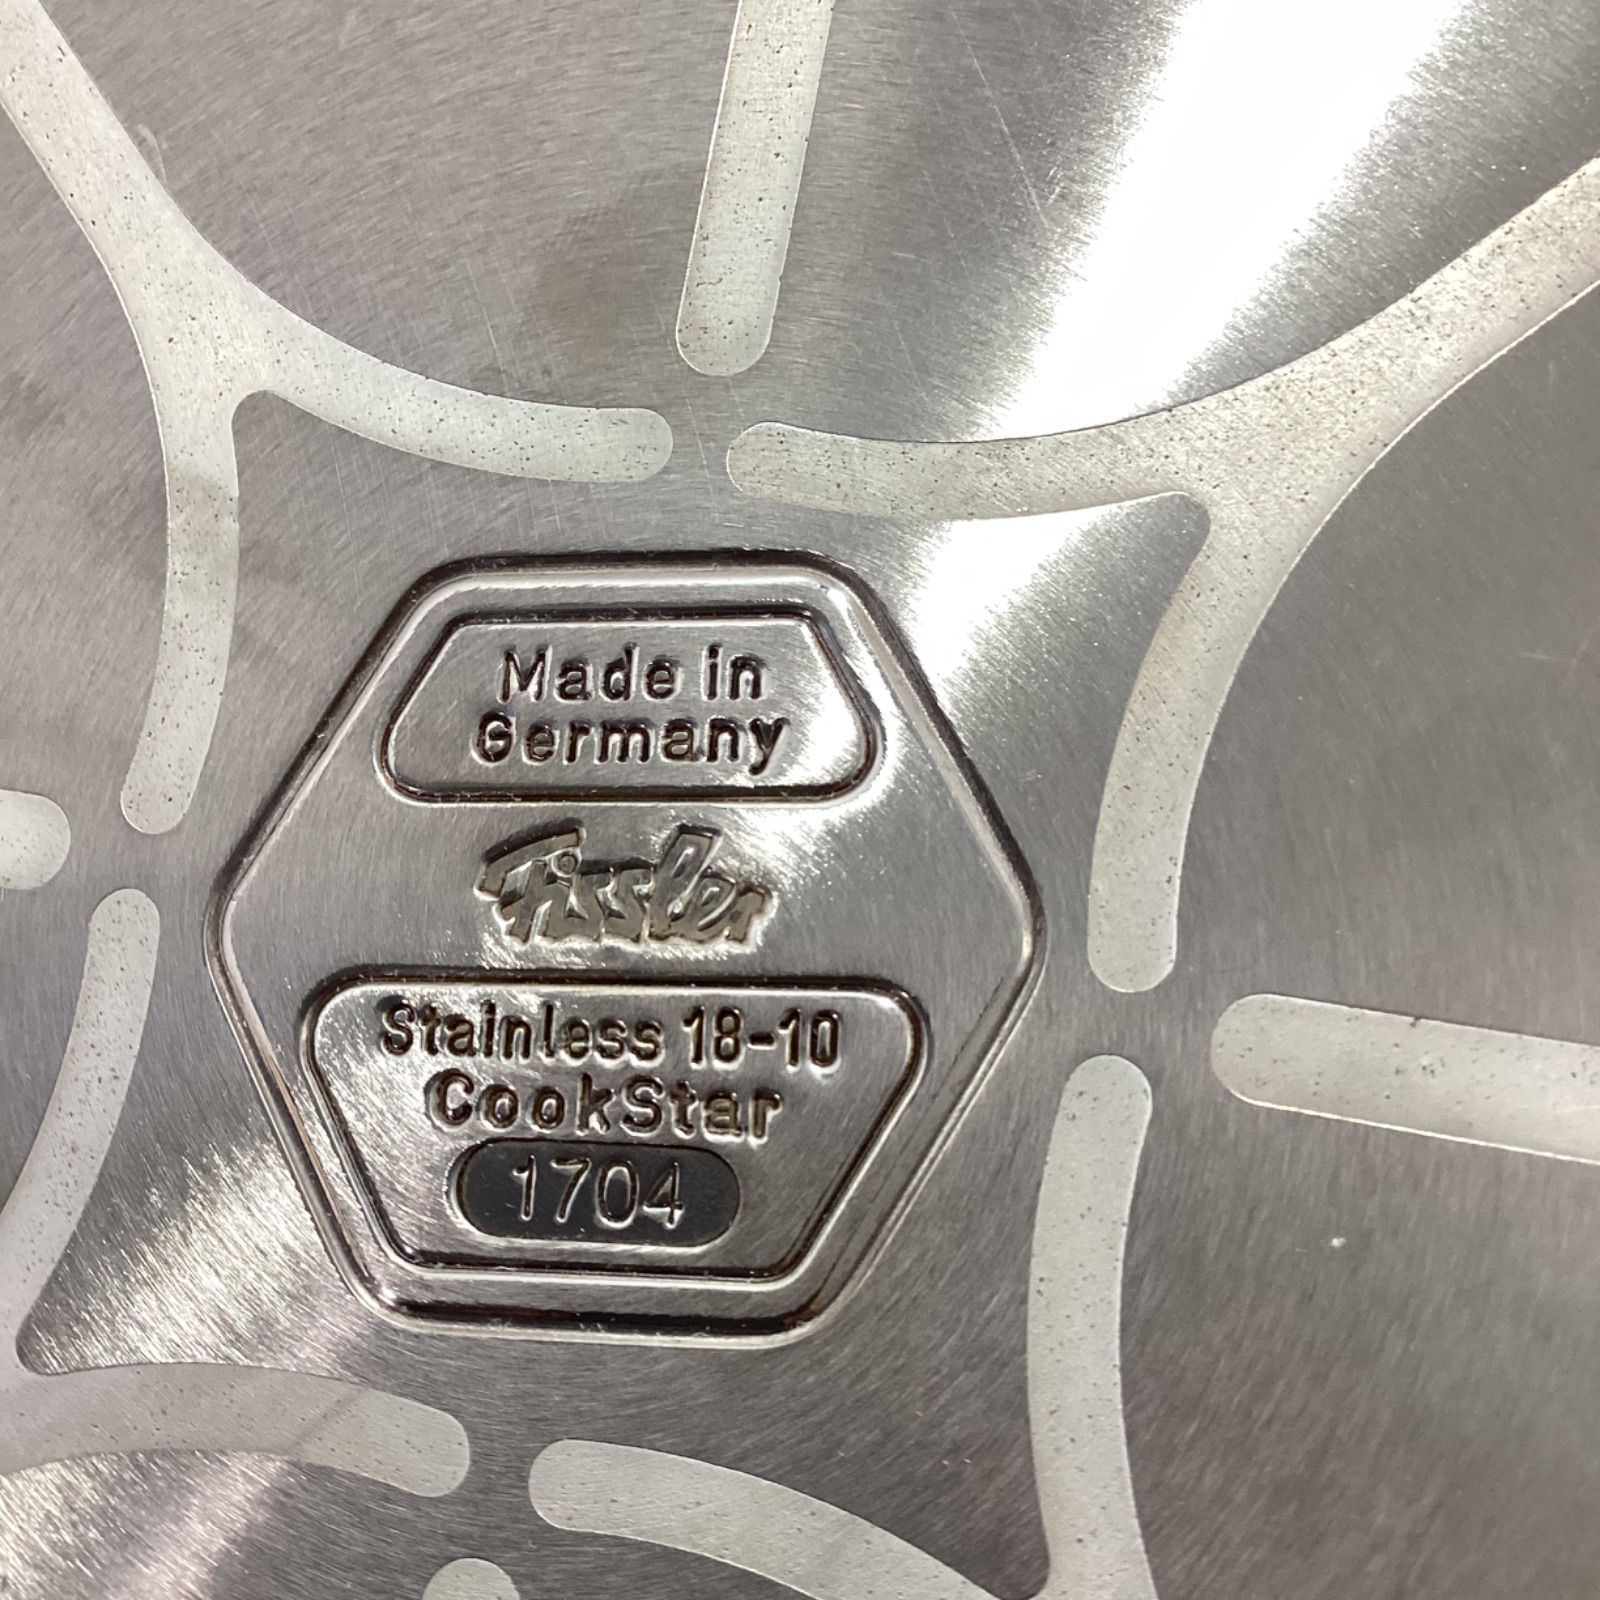 Made in
Germany
Fissler
Stainless 18-10
CookStar
1704